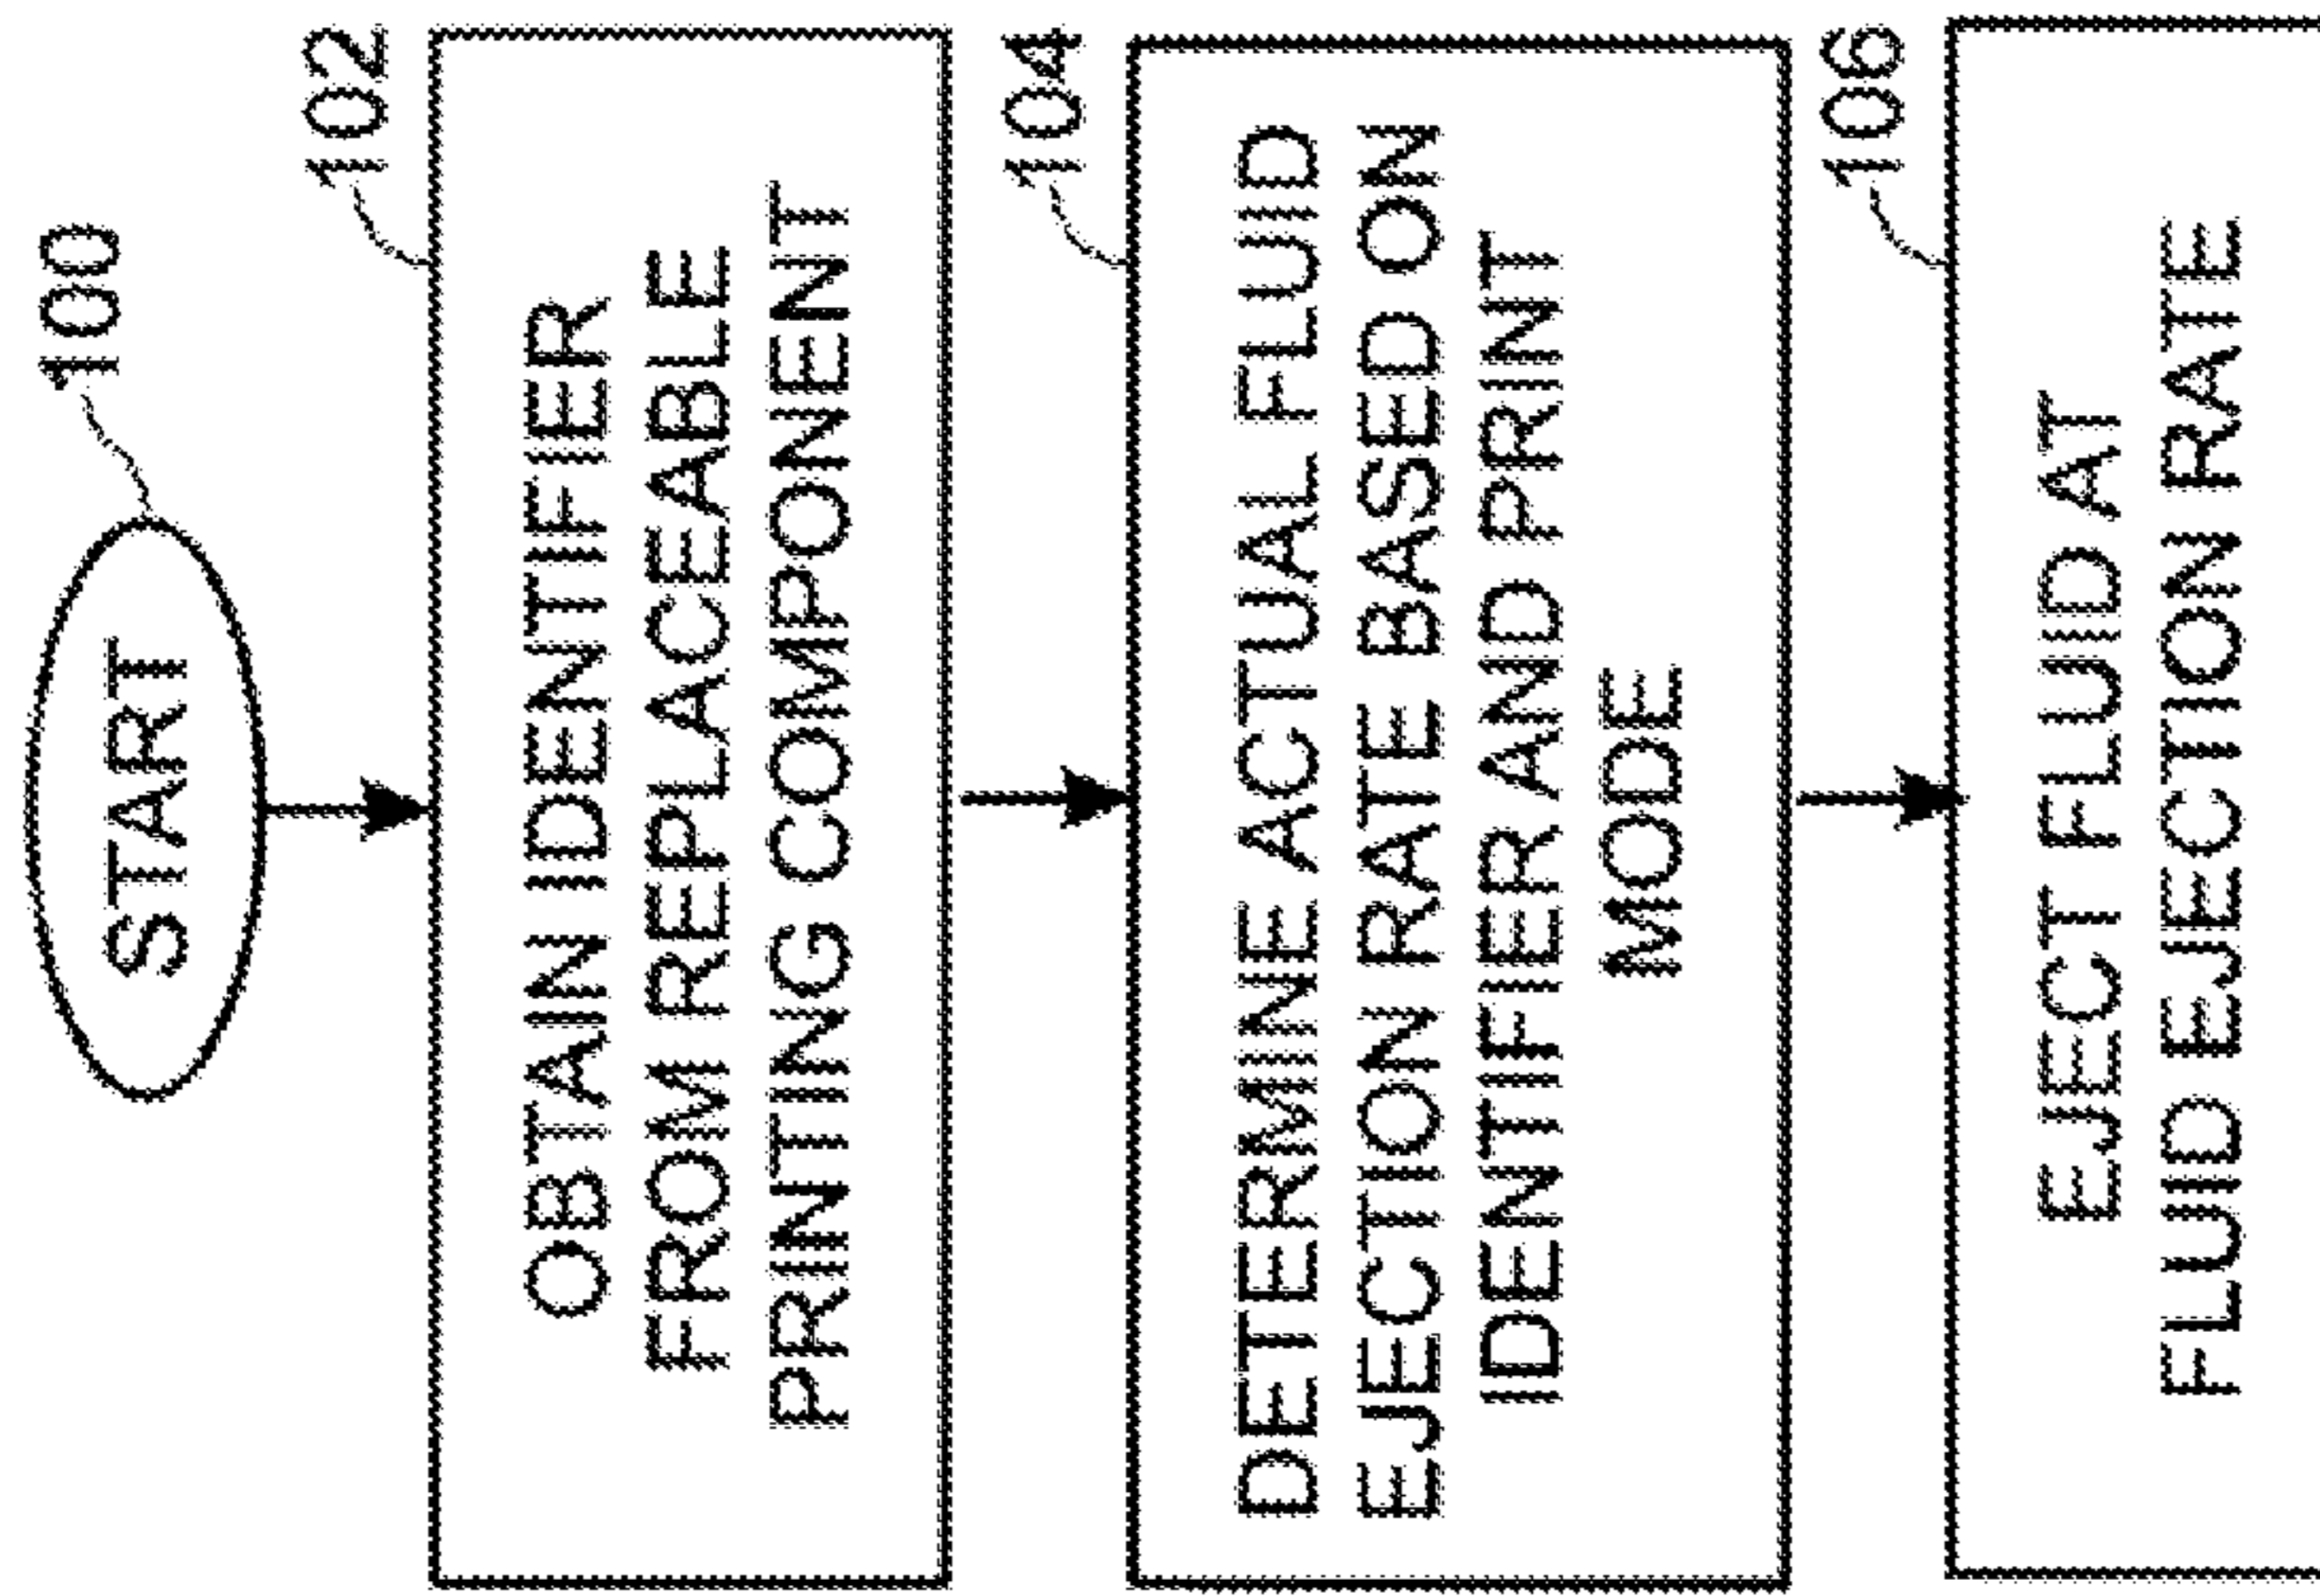 100
START
102
OBTAIN IDENTIFIER
FROM REPLACEABLE
PRINTING COMPONENT
104
DETERMINE ACTUAL FLUID
EJECTION RATE BASED ON
IDENTIFIER AND PRINT
MODE
106
EJECT FLUID AT
FLUID EJECTION RATE